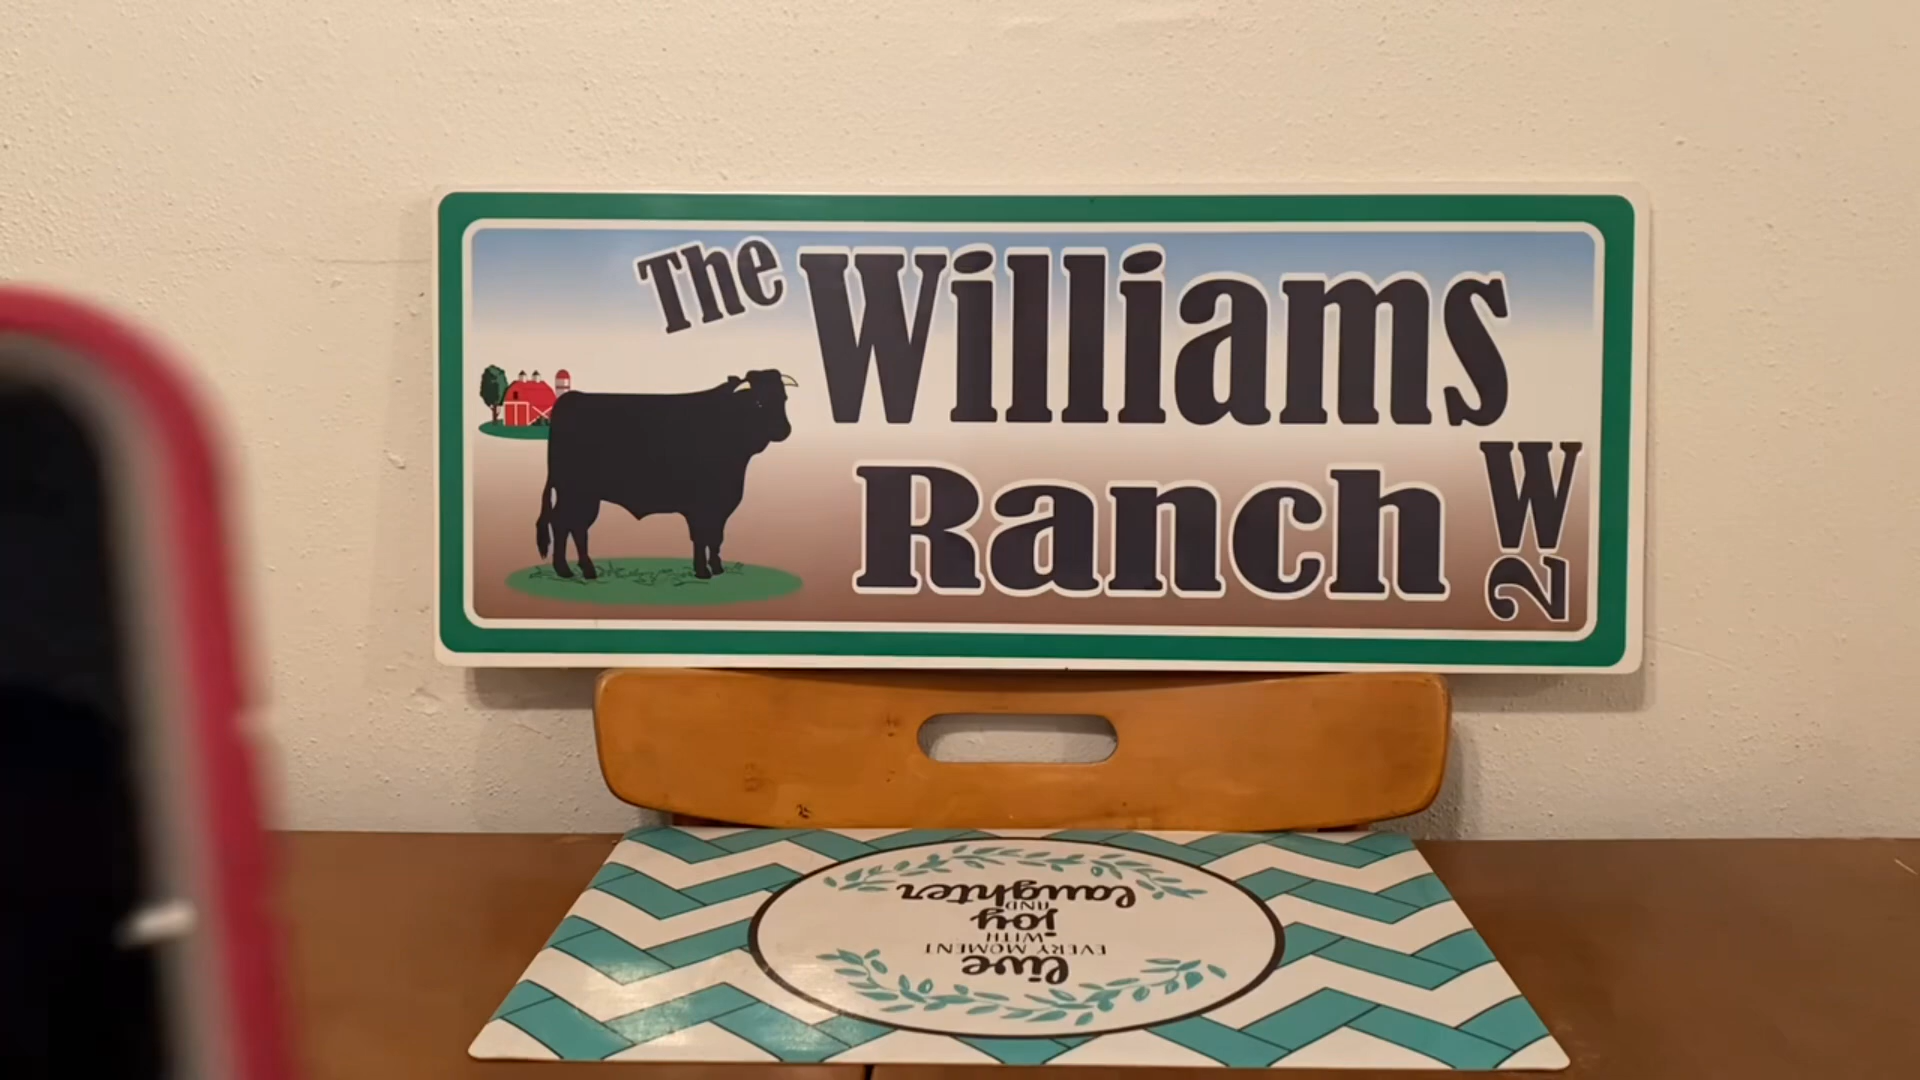 The Williams
Ranch
W2
live
EVERY MOMENT
WITH
joy
AND
laughter